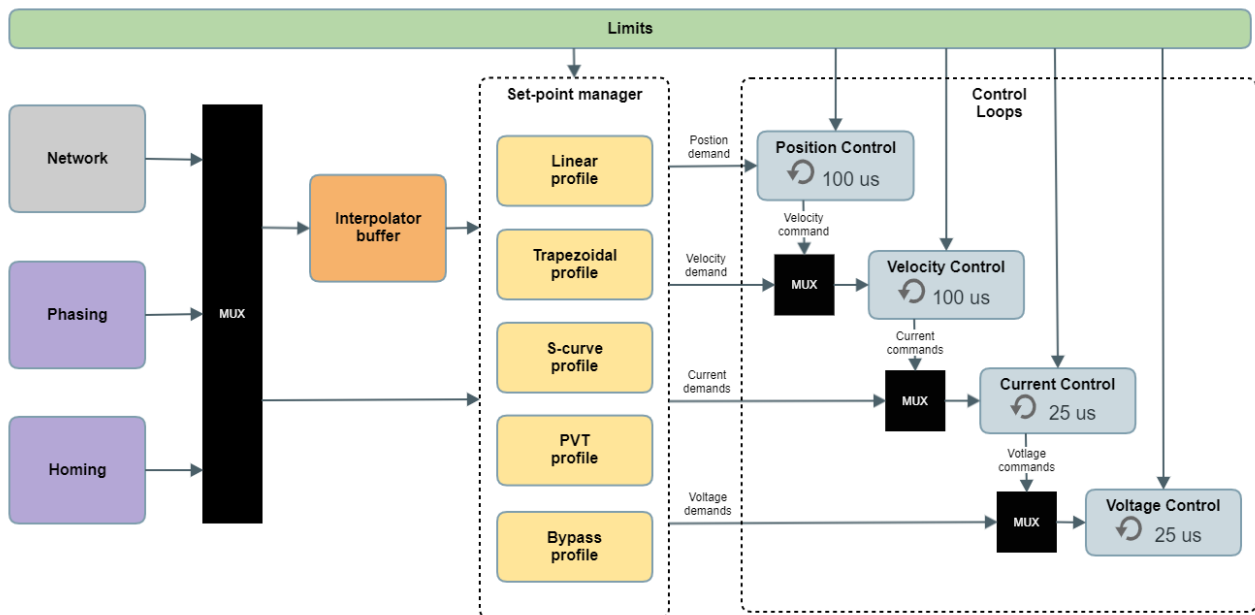 Limits
Network
Phasing
Homing
MUX
Interpolator
buffer
Set-point manager
Linear
profile
Trapezoidal
profile
S-curve
profile
PVT
profile
Bypass
profile
Postion
demand
Velocity
demand
Current
demands
Voltage
demands
Control
Loops
Position Control
100 us
Velocity
command
MUX
Velocity Control
100 us
Current
commands
MUX
Current Control
25 us
Votlage
commands
MUX
Voltage Control
25 us